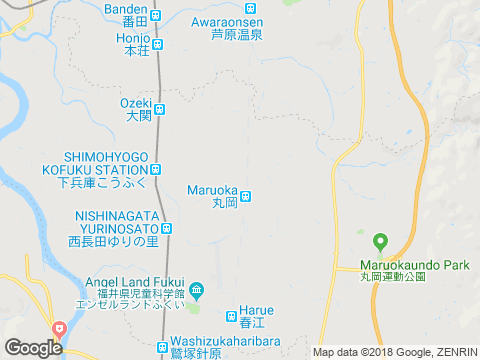 Banden
番田
Awaraonsen
芦原温泉
Honjo
本荘
Ozeki
大関
SHIMOHYOGO
KOFUKU STATION
下兵庫こうふく
Maruoka
丸岡
NISHINAGATA
YURINOSATO
西長田ゆりの里
Maruokaundo Park
丸岡運動公園
Angel Land Fukui
福井県児童科学館
エンゼルランドふくい
Harue
春江
Washizukaharibara
鷲塚針原
Google
Map data ©2018 Google, ZENRIN